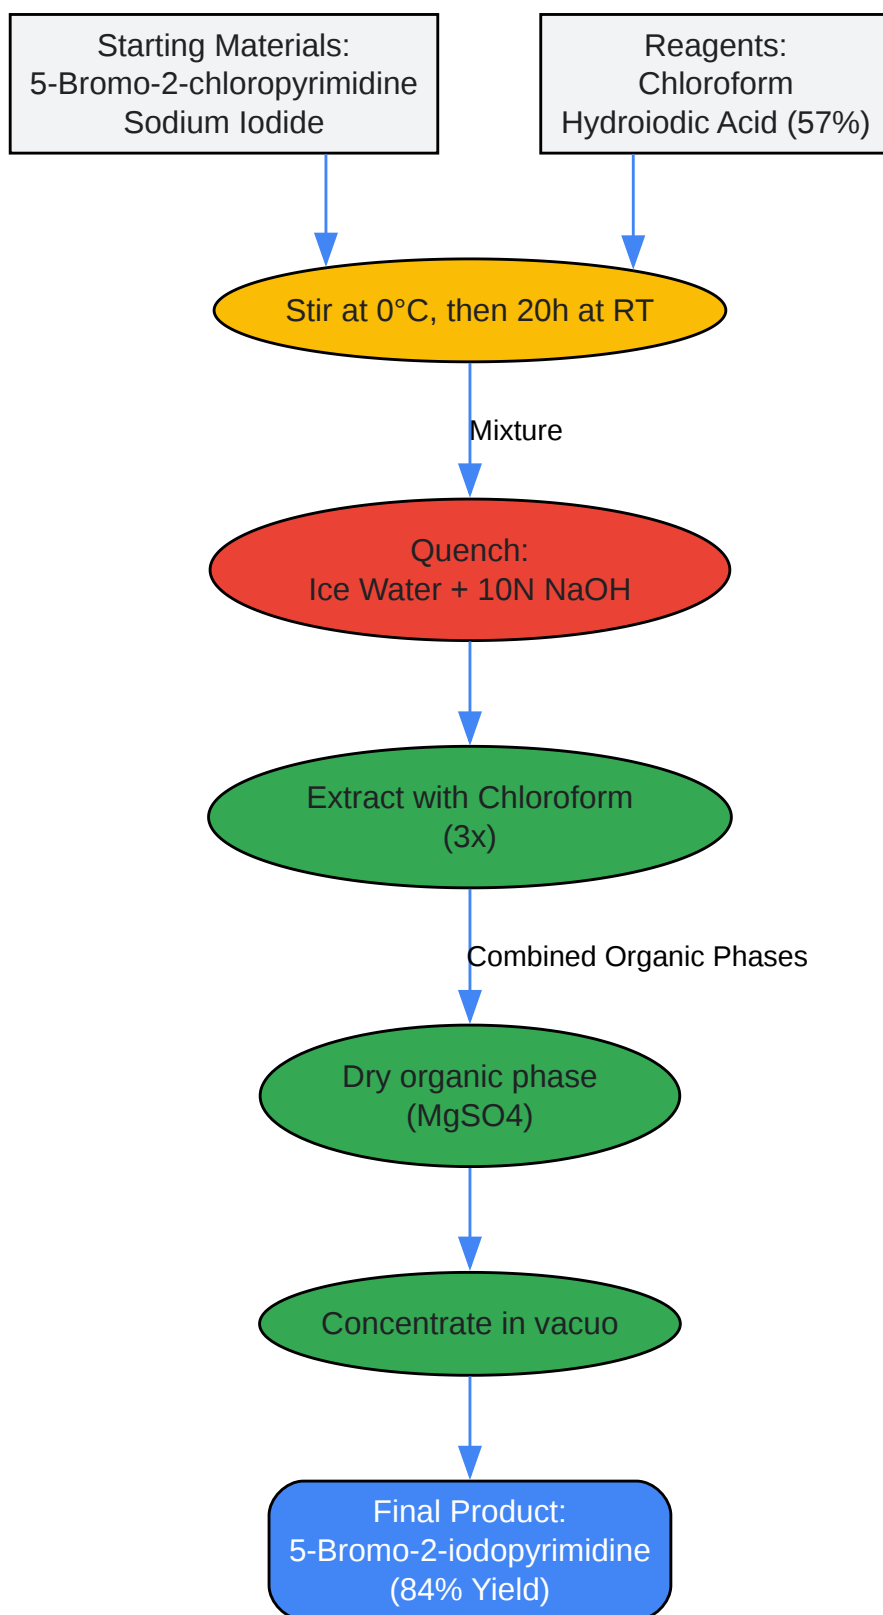 Starting Materials:
5-Bromo-2-chloropyrimidine
Sodium Iodide
Reagents:
Chloroform
Hydroiodic Acid (57%)
Stir at 0°C, then 20h at RT
Mixture
Quench:
Ice Water + 10N NaOH
Extract with Chloroform
(3x)
Combined Organic Phases
Dry organic phase
(MgSO4)
Concentrate in vacuo
Final Product:
5-Bromo-2-iodopyrimidine
(84% Yield)